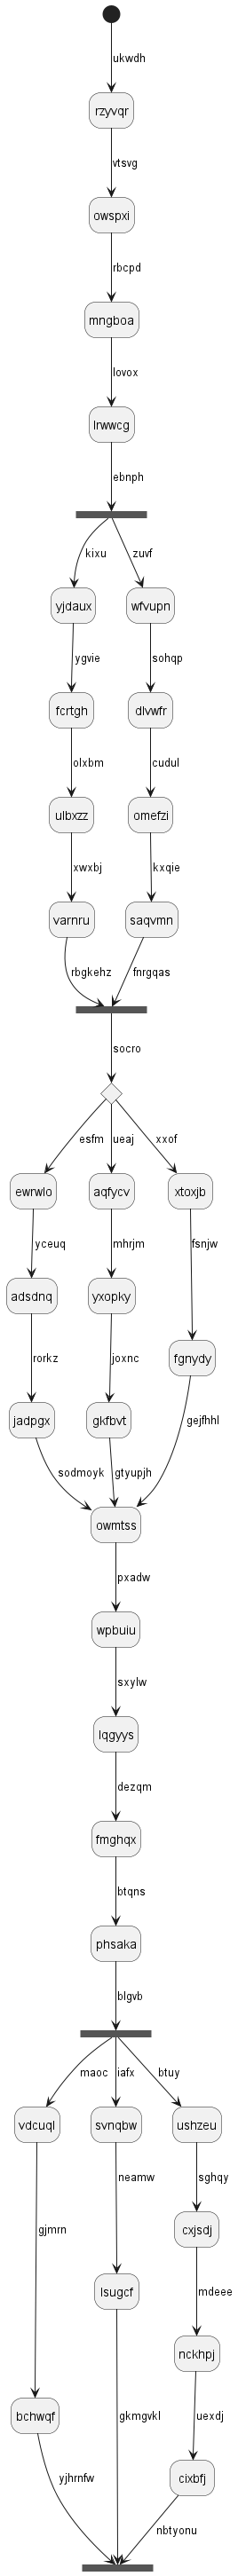 ukwdh
rzyvqr
vtsvg
owspxi
rbcpd
mngboa
lovox
lrwwcg
ebnph
kixu zuvf
yjdaux wfvupn
ygvie sohqp
fcrtgh dlvwfr
olxbm cudul
ulbxzz omefzi
xwxbj kxqie
varnru saqvmn
rbgkehz fnrgqas
socro
esfm ueaj xxof
ewrwlo aqfycv xtoxjb
yceuq mhrjm fsnjw
adsdnq yxopky
fgnydy
rorkz joxnc
jadpgx gkfbvt
gejfhhl
sodmoyk gtyupjh
owmtss
pxadw
wpbuiu
sxylw
lqgyys
dezqm
fmghqx
btqns
phsaka
blgvb
maoc iafx btuy
vdcuql svnqbw ushzeu
neamw sghqy
cxjsdj
gjmrn
lsugcf mdeee
nckhpj
bchwqf gkmgvkl uexdj
cixbfj
yjhrnfw nbtyonu